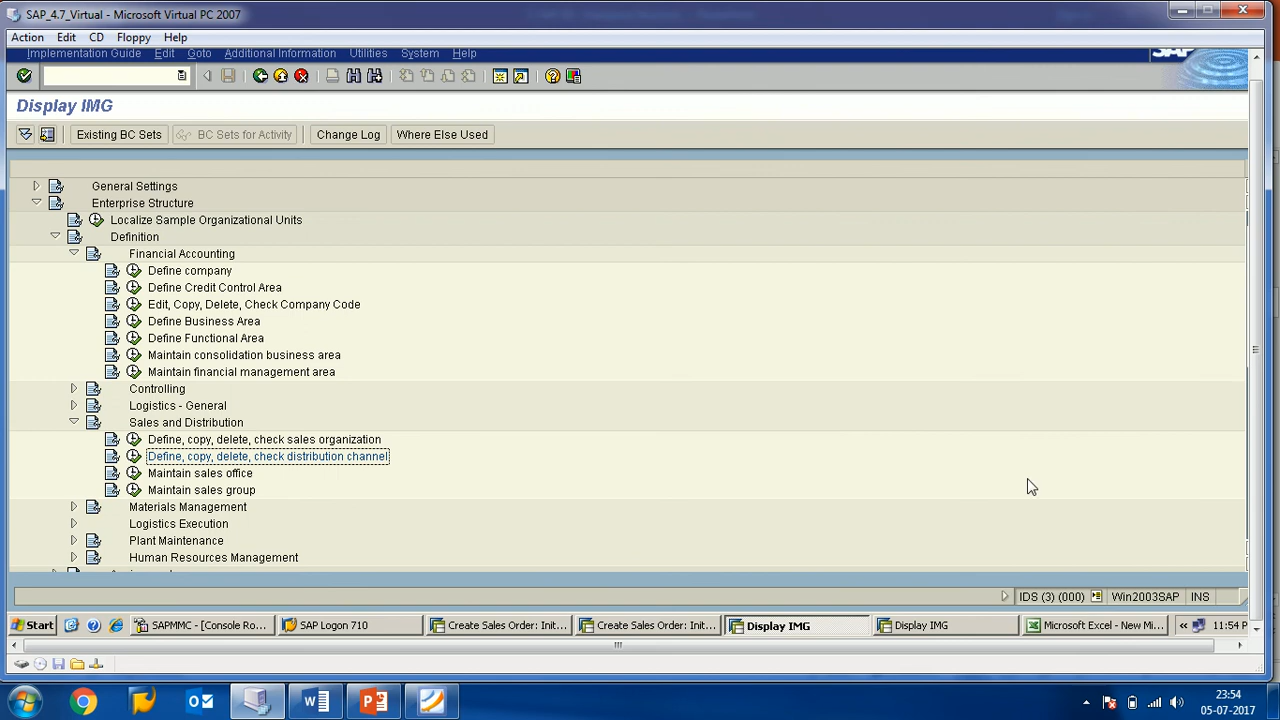 SAP_4.7_Virtual - Microsoft Virtual PC 2007
Action Edit CD Floppy Help
Implementation Guide Edit Goto Additional Information Utilities System Help
SAP
Display IMG
Existing BC Sets BC Sets for Activity Change Log Where Else Used
General Settings
Enterprise Structure
Localize Sample Organizational Units
Definition
Financial Accounting
Define company
Define Credit Control Area
Edit, Copy, Delete, Check Company Code
Define Business Area
Define Functional Area
Maintain consolidation business area
Maintain financial management area
Controlling
Logistics - General
Sales and Distribution
Define, copy, delete, check sales organization
Define, copy, delete, check distribution channel
Maintain sales office
Maintain sales group
Materials Management
Logistics Execution
Plant Maintenance
Human Resources Management
IDS (3) (000) Win2003SAP INS
Start SAPMMC - [Console Ro... SAP Logon 710 Create Sales Order: Init... Create Sales Order: Init... Display IMG Display IMG Microsoft Excel - New Mi... « 11:54 P
23:54
05-07-2017